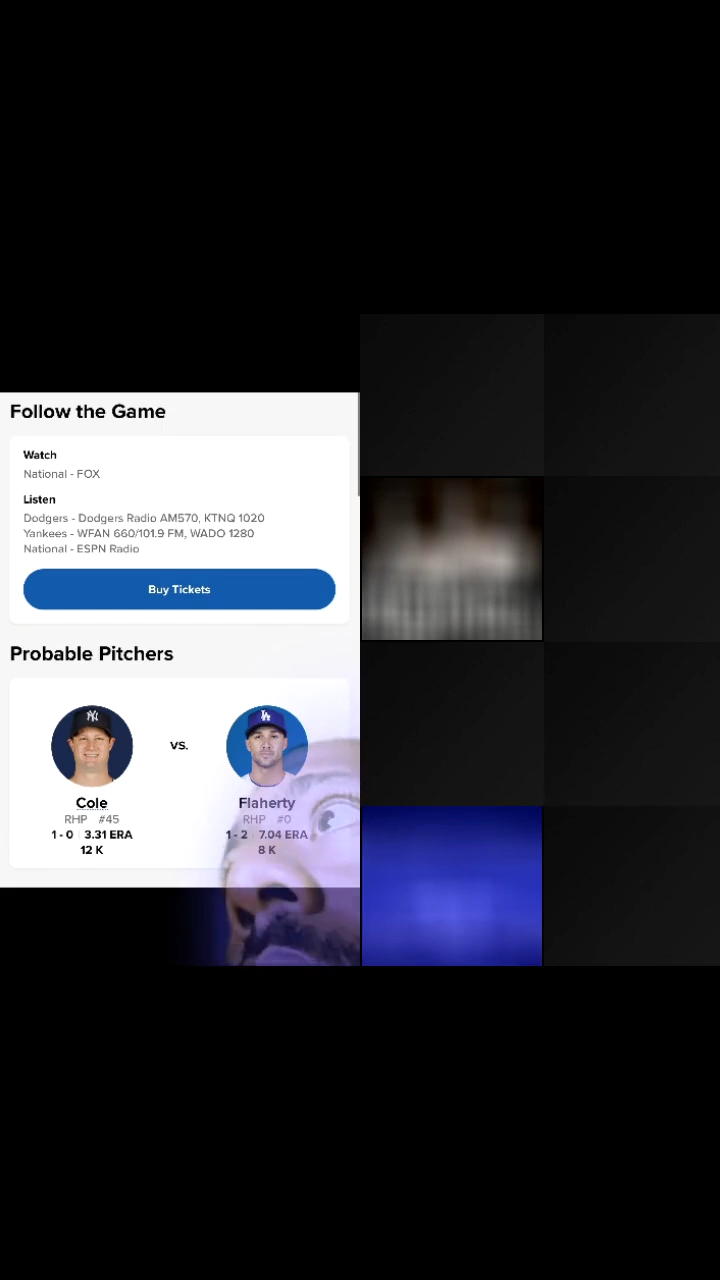 Follow the Game
Watch
National - FOX
Listen
Dodgers - Dodgers Radio AM570, KTNQ 1020
Yankees - WFAN 660/101.9 FM, WADO 1280
National - ESPN Radio
Buy Tickets
Probable Pitchers
VS.
Cole Flaherty
RHP #45 RHP #0
1 - 0 3.31 ERA 1 - 2 7.04 ERA
12 K 8 K